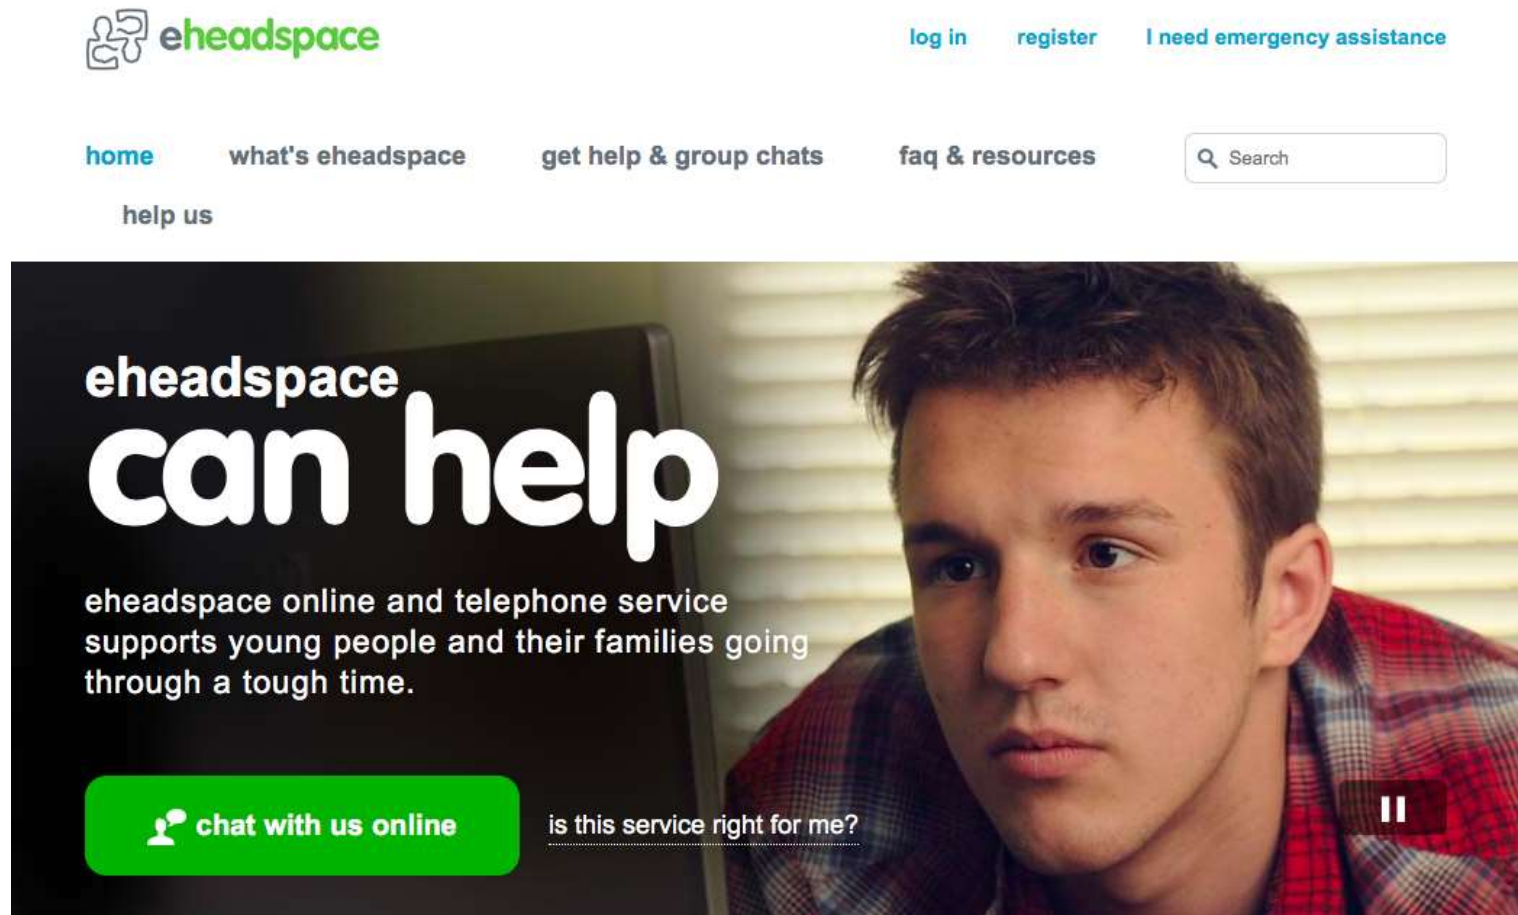 eheadspace
log in register I need emergency assistance
home what's eheadspace get help & group chats faq & resources Search
help us
eheadspace
can help
eheadspace online and telephone service
supports young people and their families going
through a tough time.
chat with us online is this service right for me?